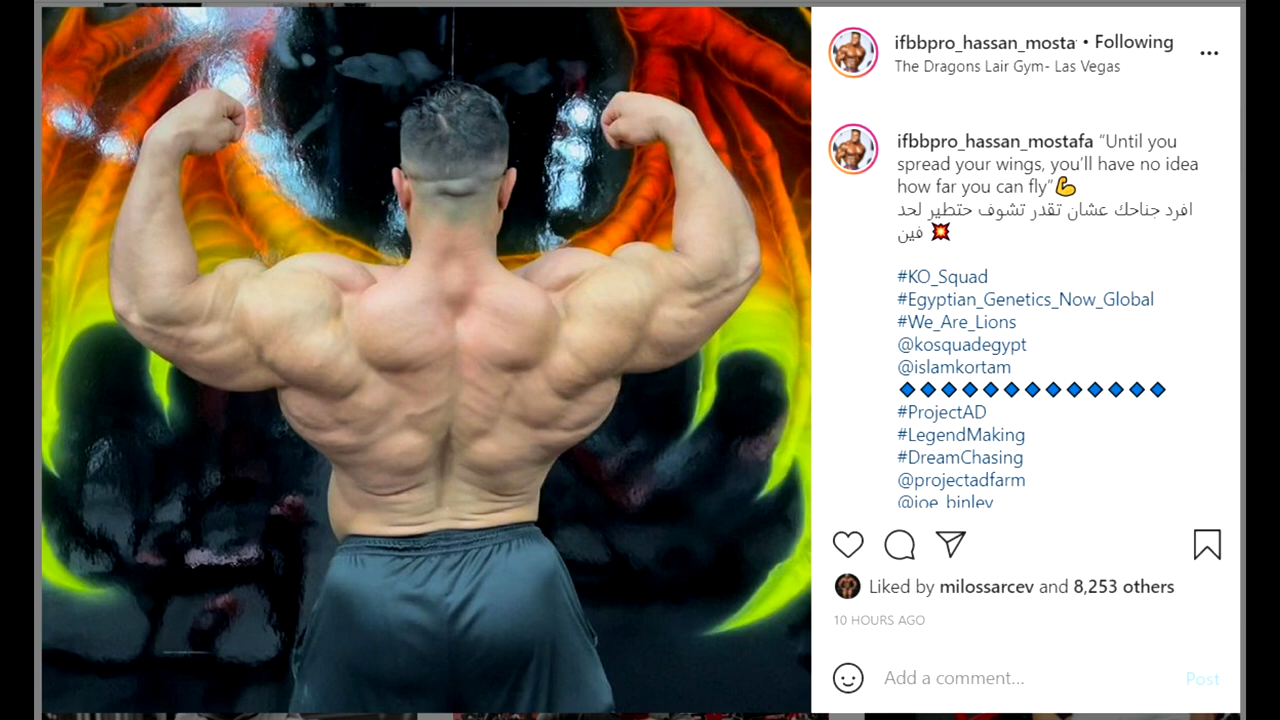 ifbbpro_hassan_mosta • Following
The Dragons Lair Gym- Las Vegas
ifbbpro_hassan_mostafa “Until you
spread your wings, you’ll have no idea
how far you can fly”💪
افرد جناحك عشان تقدر تشوف حتطير لحد
فين 💥
#KO_Squad
#Egyptian_Genetics_Now_Global
#We_Are_Lions
@kosquadegypt
@islamkortam
🔹🔹🔹🔹🔹🔹🔹🔹🔹🔹🔹🔹🔹
#ProjectAD
#LegendMaking
#DreamChasing
@projectadfarm
@joe_binley
Liked by milossarcev and 8,253 others
10 HOURS AGO
Add a comment...
Post